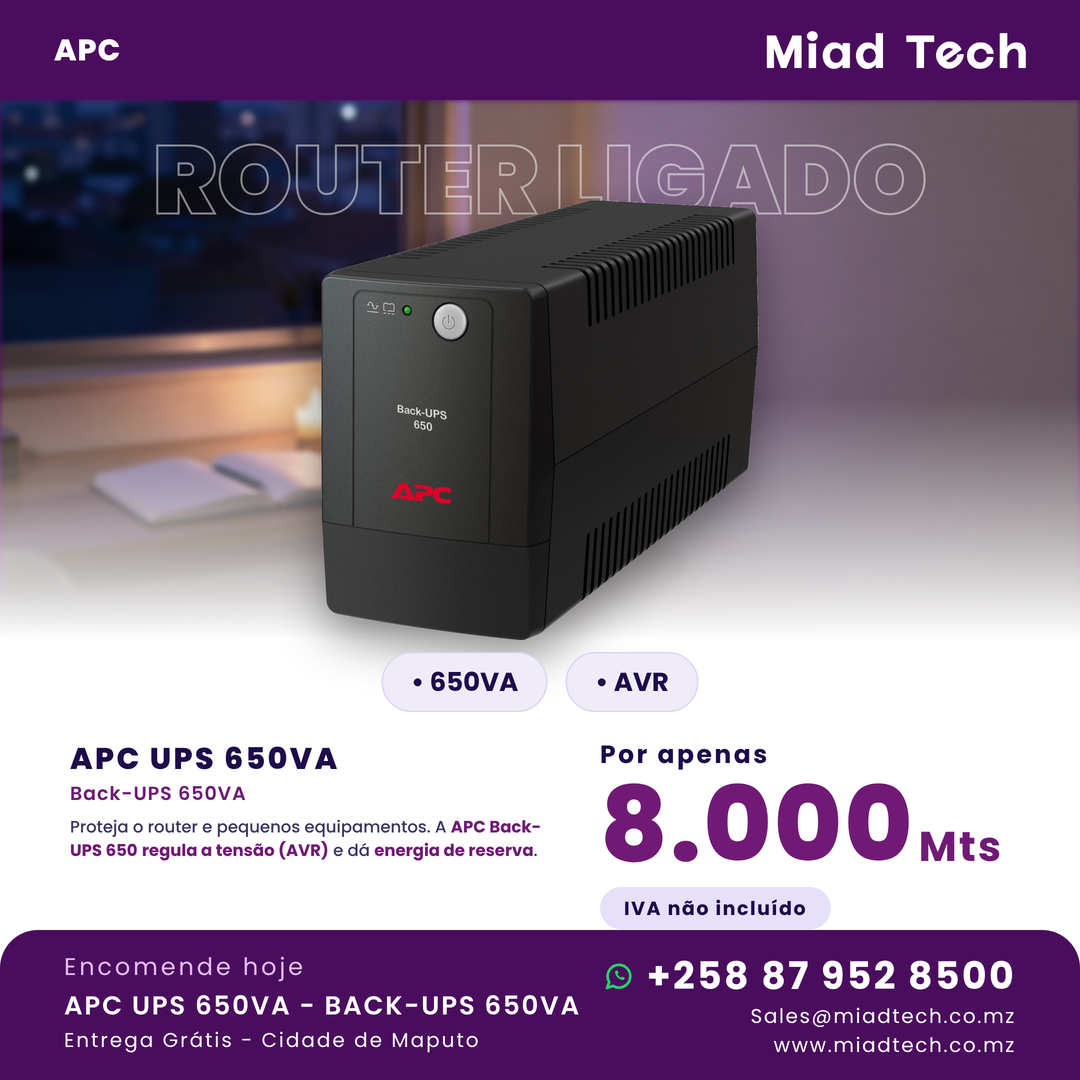 APC
Miad Tech
ROUTER LIGADO
Back-UPS
650
APC
• 650VA
• AVR
APC UPS 650VA
Back-UPS 650VA
Proteja o router e pequenos equipamentos. A APC Back-
UPS 650 regula a tensão (AVR) e dá energia de reserva.
Por apenas
8.000 Mts
IVA não incluído
Encomende hoje
APC UPS 650VA - BACK-UPS 650VA
Entrega Grátis - Cidade de Maputo
+258 87 952 8500
Sales@miadtech.co.mz
www.miadtech.co.mz